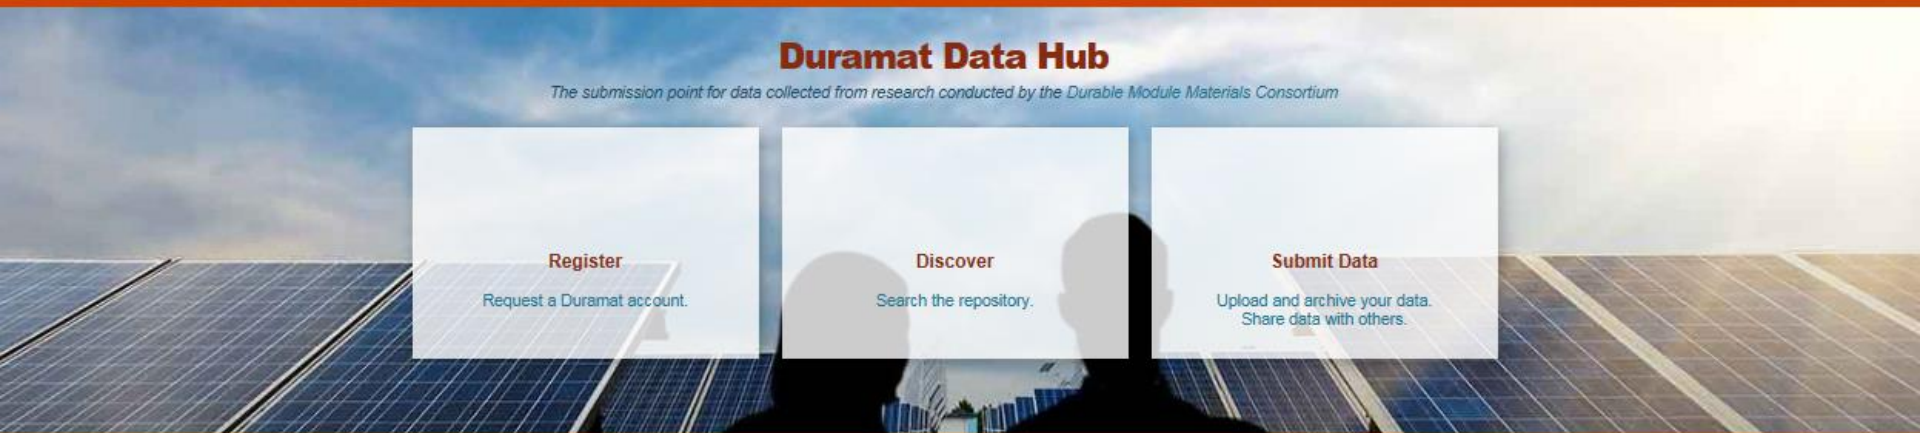 Duramat Data Hub
The submission point for data collected from research conducted by the Durable Module Materials Consortium
Register
Request a Duramat account.
Discover
Search the repository.
Submit Data
Upload and archive your data.
Share data with others.